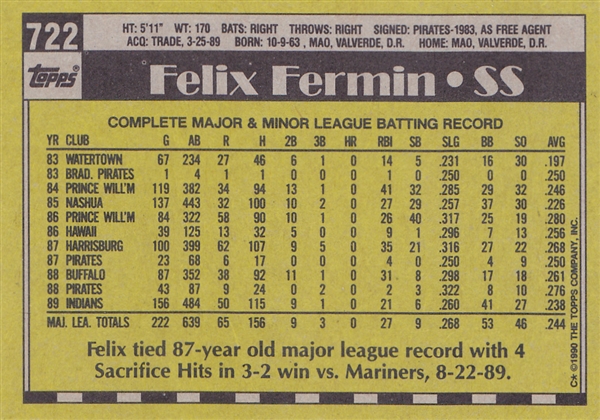 722
HT: 5'11" WT: 170 BATS: RIGHT THROWS: RIGHT SIGNED: PIRATES-1983, AS FREE AGENT
ACQ: TRADE, 3-25-89 BORN: 10-9-63, MAO, VALVERDE, D.R. HOME: MAO, VALVERDE, D.R.
Topps
Felix Fermin • SS
COMPLETE MAJOR & MINOR LEAGUE BATTING RECORD
YR CLUB G AB R H 2B 3B HR RBI SB SLG BB SO AVG
83 WATERTOWN 67 234 27 46 6 1 0 14 5 .231 16 30 .197
83 BRAD. PIRATES 1 4 1 1 0 0 0 1 0 .250 0 0 .250
84 PRINCE WILL'M 119 382 34 94 13 1 0 41 32 .285 29 32 .246
85 NASHUA 137 443 32 100 10 2 0 27 29 .257 37 30 .226
86 PRINCE WILL'M 84 322 58 90 10 1 0 26 40 .317 25 19 .280
86 HAWAII 39 125 13 32 5 0 0 9 1 .296 7 13 .256
87 HARRISBURG 100 399 62 107 9 5 0 35 21 .316 27 22 .268
87 PIRATES 23 68 6 17 0 0 0 4 0 .250 4 9 .250
88 BUFFALO 87 352 38 92 11 1 0 31 8 .298 17 18 .261
88 PIRATES 43 87 9 24 0 2 0 2 3 .322 8 10 .276
89 INDIANS 156 484 50 115 9 1 0 21 6 .260 41 27 .238
MAJ. LEA. TOTALS 222 639 65 156 9 3 0 27 9 .268 53 46 .244
Felix tied 87-year old major league record with 4
Sacrifice Hits in 3-2 win vs. Mariners, 8-22-89.
C* ©1990 THE TOPPS COMPANY, INC.